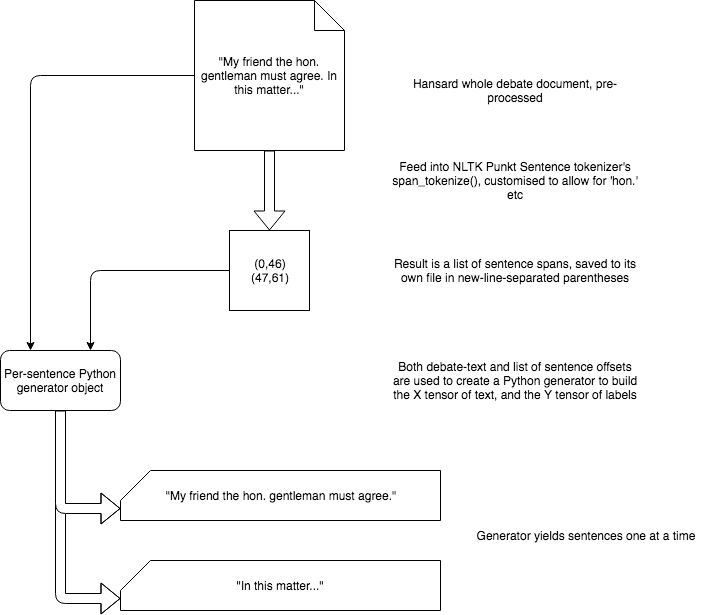 "My friend the hon.
gentleman must agree. In
this matter..."
Hansard whole debate document, pre-
processed
Feed into NLTK Punkt Sentence tokenizer's
span_tokenize(), customised to allow for 'hon.'
etc
(0,46)
(47,61)
Result is a list of sentence spans, saved to its
own file in new-line-separated parentheses
Per-sentence Python
generator object
Both debate-text and list of sentence offsets
are used to create a Python generator to build
the X tensor of text, and the Y tensor of labels
"My friend the hon. gentleman must agree."
Generator yields sentences one at a time
"In this matter..."